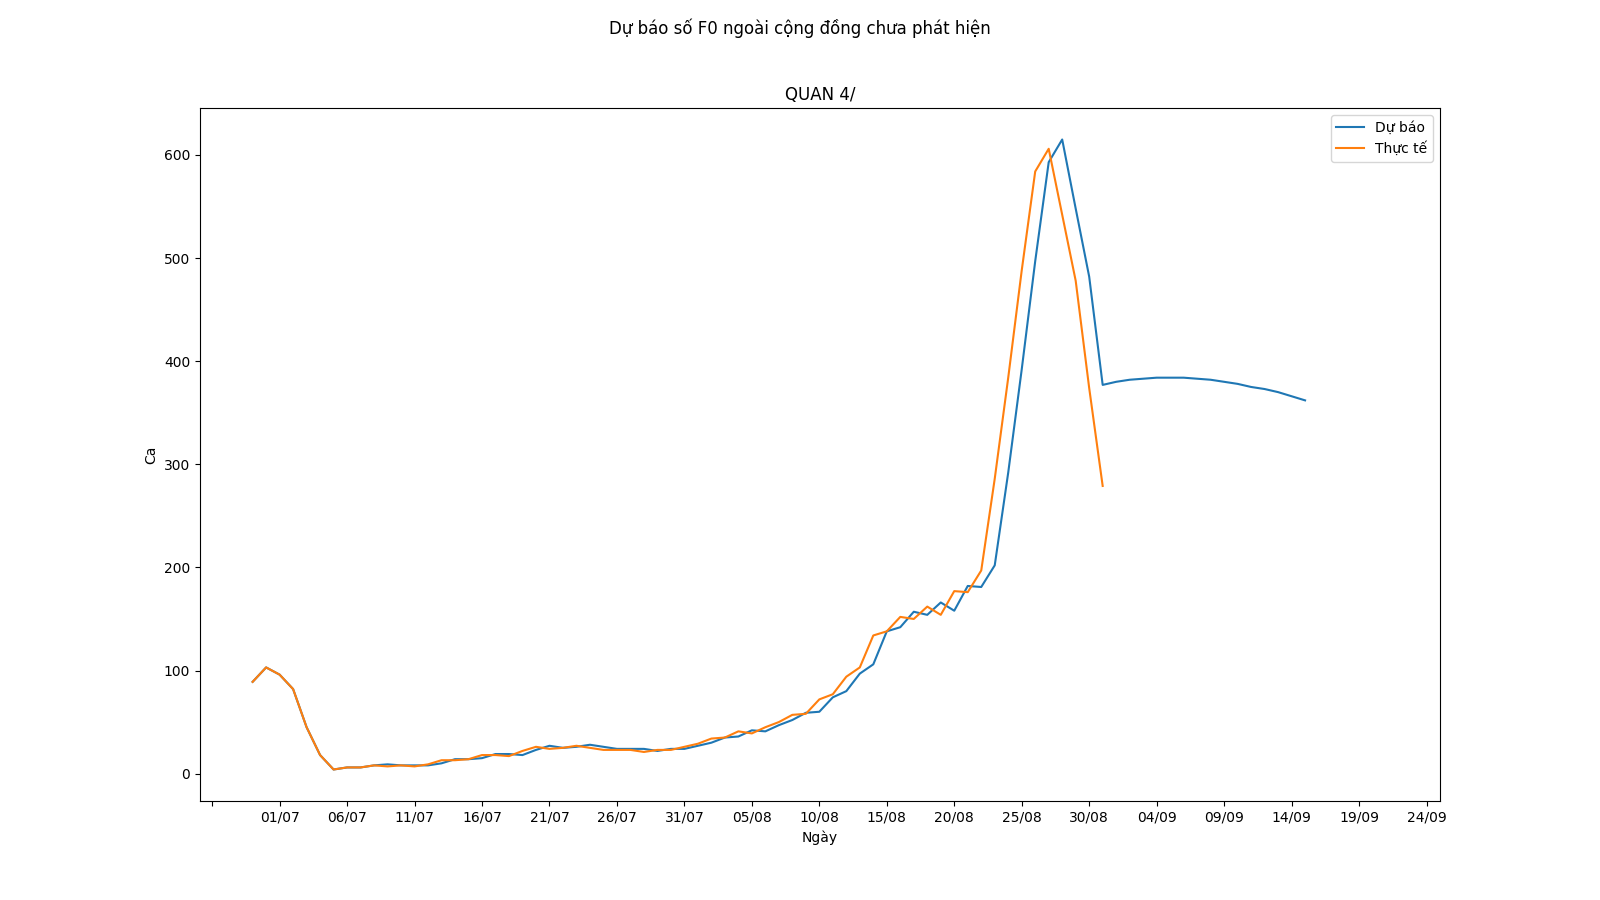 Dự báo số F0 ngoài cộng đồng chưa phát hiện
QUAN 4/
Dự báo
Thực tế
600
500
400
300
200
100
0
Ca
01/07 06/07 11/07 16/07 21/07 26/07 31/07 05/08 10/08 15/08 20/08 25/08 30/08 04/09 09/09 14/09 19/09 24/09
Ngày